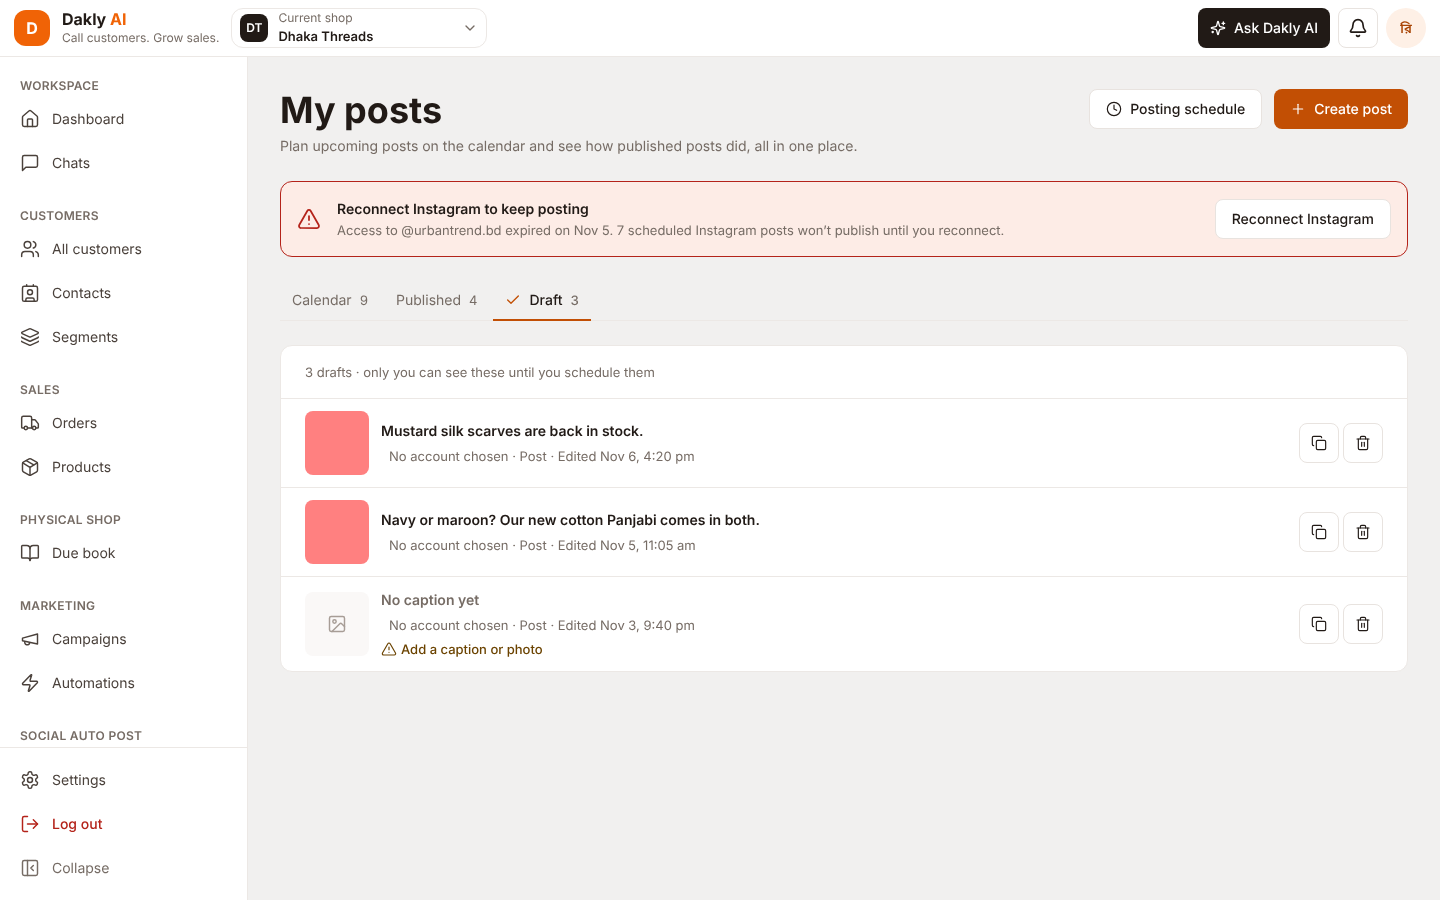 D
Dakly AI
Call customers. Grow sales.
DT
Current shop
Dhaka Threads
Ask Dakly AI
রি
WORKSPACE
Dashboard
Chats
CUSTOMERS
All customers
Contacts
Segments
SALES
Orders
Products
PHYSICAL SHOP
Due book
MARKETING
Campaigns
Automations
SOCIAL AUTO POST
Settings
Log out
Collapse
My posts
Plan upcoming posts on the calendar and see how published posts did, all in one place.
Posting schedule
Create post
Reconnect Instagram to keep posting
Access to @urbantrend.bd expired on Nov 5. 7 scheduled Instagram posts won’t publish until you reconnect.
Reconnect Instagram
Calendar 9
Published 4
Draft 3
3 drafts · only you can see these until you schedule them
Mustard silk scarves are back in stock.
No account chosen · Post · Edited Nov 6, 4:20 pm
Navy or maroon? Our new cotton Panjabi comes in both.
No account chosen · Post · Edited Nov 5, 11:05 am
No caption yet
No account chosen · Post · Edited Nov 3, 9:40 pm
Add a caption or photo